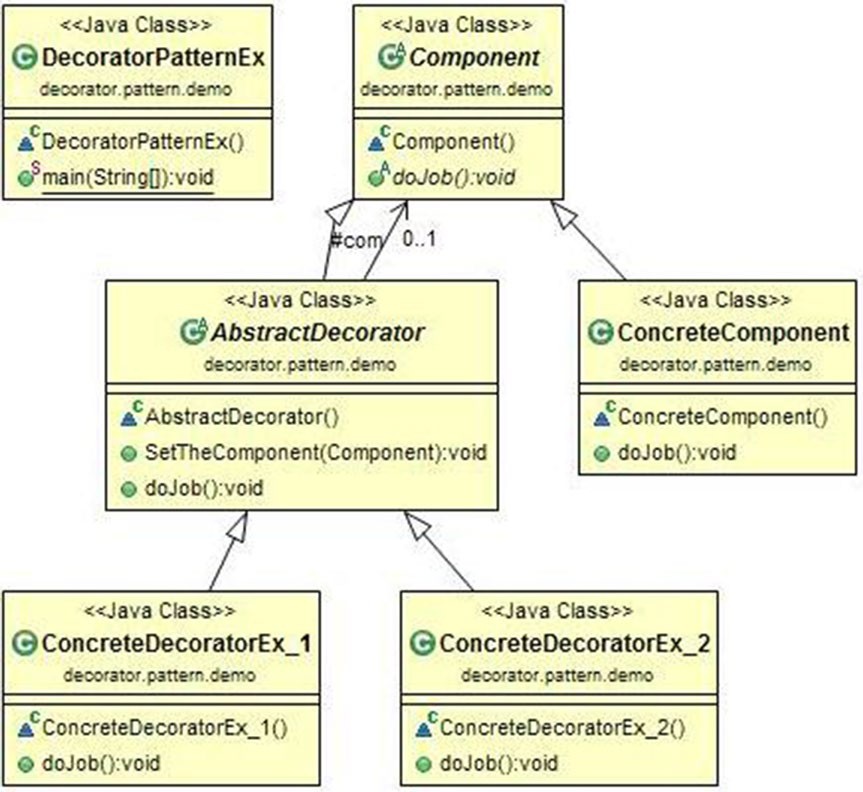 <<Java Class>>
DecoratorPatternEx
decorator.pattern.demo
DecoratorPatternEx()
main(String[]):void
<<Java Class>>
Component
decorator.pattern.demo
Component()
doJob():void
#com
0..1
<<Java Class>>
AbstractDecorator
decorator.pattern.demo
AbstractDecorator()
SetTheComponent(Component):void
doJob():void
<<Java Class>>
ConcreteComponent
decorator.pattern.demo
ConcreteComponent()
doJob():void
<<Java Class>>
ConcreteDecoratorEx_1
decorator.pattern.demo
ConcreteDecoratorEx_1()
doJob():void
<<Java Class>>
ConcreteDecoratorEx_2
decorator.pattern.demo
ConcreteDecoratorEx_2()
doJob():void